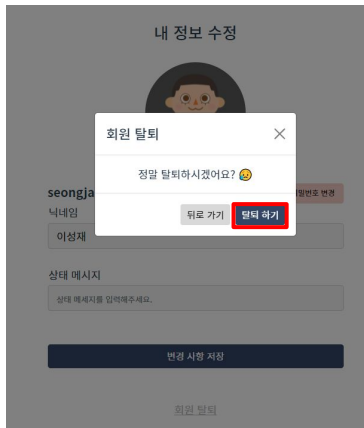 내 정보 수정
회원 탈퇴
정말 탈퇴하시겠어요? 😥
뒤로 가기 탈퇴 하기
seongja
밀번호 변경
닉네임
이성재
상태 메시지
상태 메세지를 입력해주세요.
변경 사항 저장
회원 탈퇴